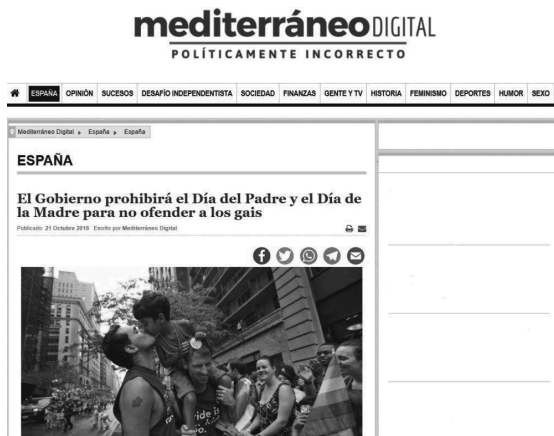 mediterráneoDIGITAL
POLÍTICAMENTE INCORRECTO
ESPAÑA OPINIÓN SUCESOS DESAFÍO INDEPENDENTISTA SOCIEDAD FINANZAS GENTE Y TV HISTORIA FEMINISMO DEPORTES HUMOR SEXO
Mediterráneo Digital España España
ESPAÑA
El Gobierno prohibirá el Día del Padre y el Día de
la Madre para no ofender a los gais
Publicado: 21 Octubre 2018 Escrito por Mediterráneo Digital